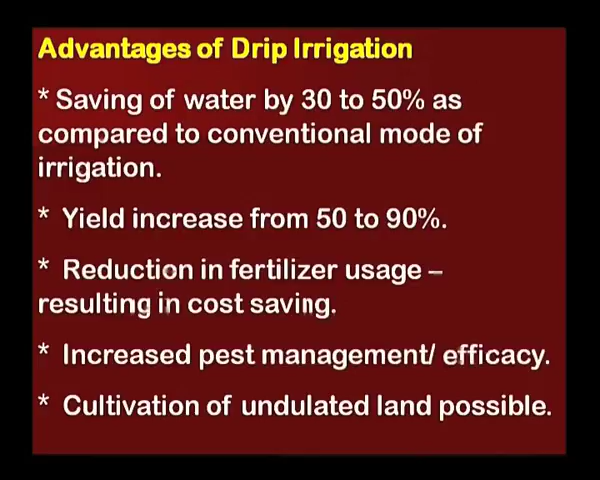 Advantages of Drip Irrigation
* Saving of water by 30 to 50% as
compared to conventional mode of
irrigation.
* Yield increase from 50 to 90%.
* Reduction in fertilizer usage –
resulting in cost saving.
* Increased pest management/ efficacy.
* Cultivation of undulated land possible.